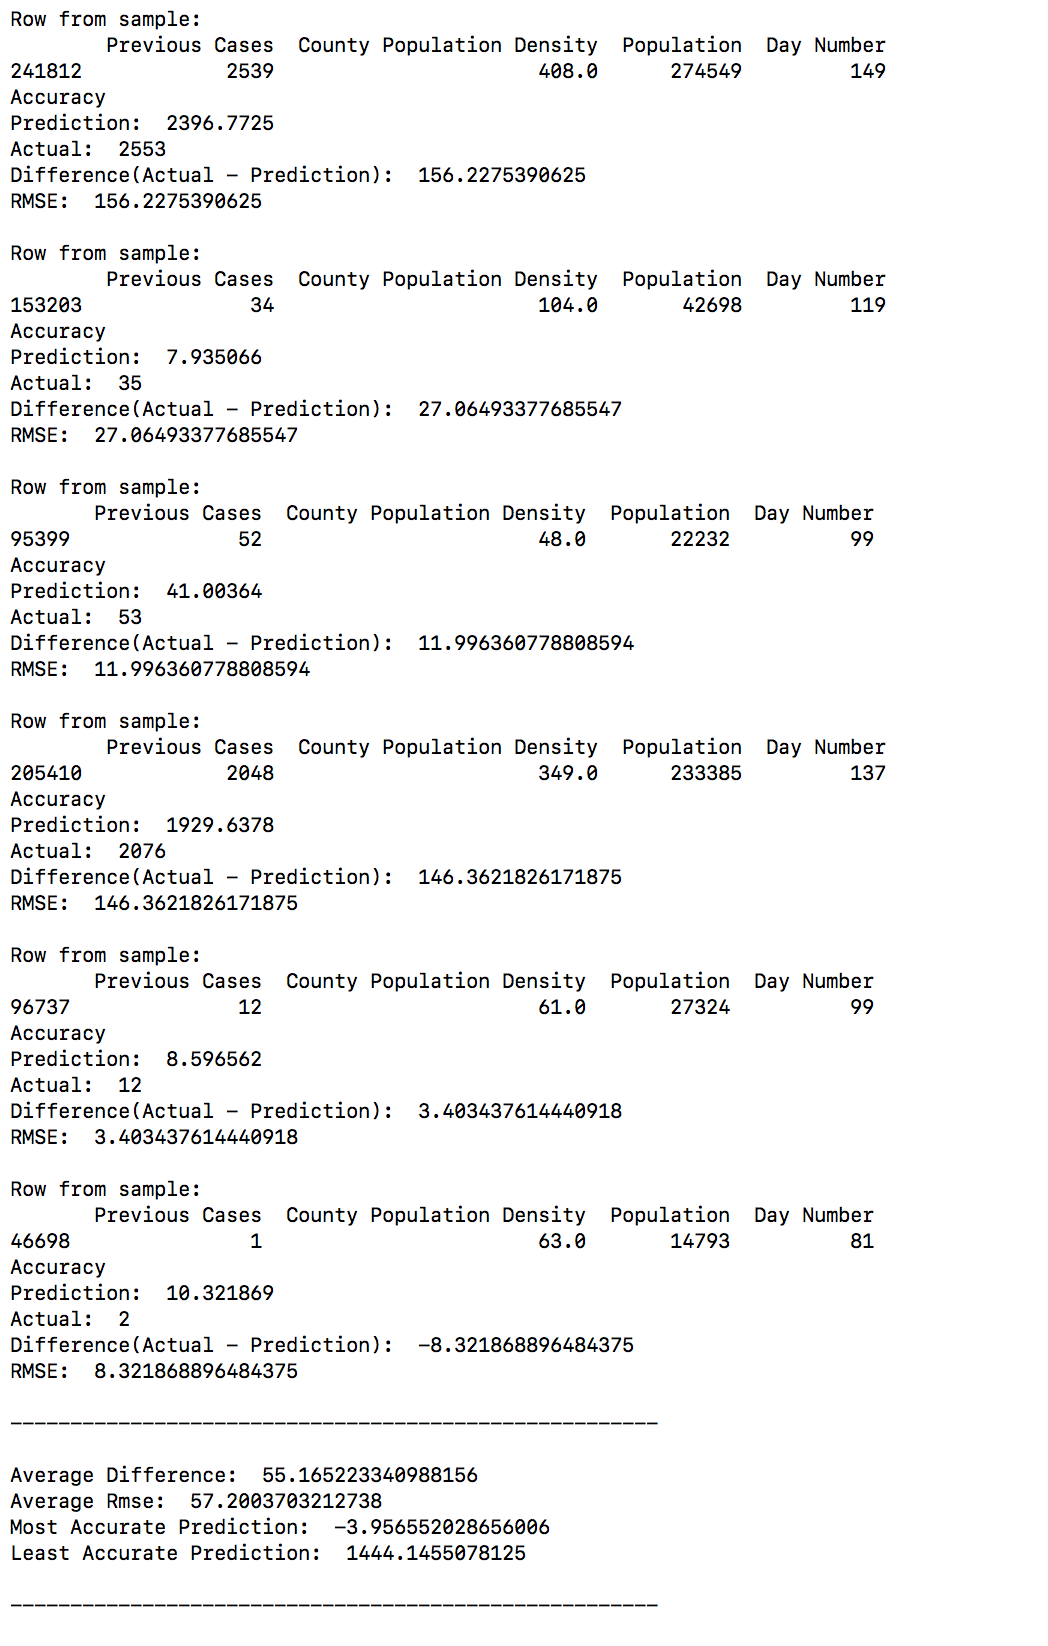 Row from sample:
        Previous Cases  County Population Density  Population  Day Number
241812            2539                      408.0      274549         149
Accuracy
Prediction:  2396.7725
Actual:  2553
Difference(Actual - Prediction):  156.2275390625
RMSE:  156.2275390625

Row from sample:
        Previous Cases  County Population Density  Population  Day Number
153203              34                      104.0       42698         119
Accuracy
Prediction:  7.935066
Actual:  35
Difference(Actual - Prediction):  27.06493377685547
RMSE:  27.06493377685547

Row from sample:
       Previous Cases  County Population Density  Population  Day Number
95399              52                       48.0       22232          99
Accuracy
Prediction:  41.00364
Actual:  53
Difference(Actual - Prediction):  11.996360778808594
RMSE:  11.996360778808594

Row from sample:
        Previous Cases  County Population Density  Population  Day Number
205410            2048                      349.0      233385         137
Accuracy
Prediction:  1929.6378
Actual:  2076
Difference(Actual - Prediction):  146.3621826171875
RMSE:  146.3621826171875

Row from sample:
       Previous Cases  County Population Density  Population  Day Number
96737              12                       61.0       27324          99
Accuracy
Prediction:  8.596562
Actual:  12
Difference(Actual - Prediction):  3.403437614440918
RMSE:  3.403437614440918

Row from sample:
       Previous Cases  County Population Density  Population  Day Number
46698               1                       63.0       14793          81
Accuracy
Prediction:  10.321869
Actual:  2
Difference(Actual - Prediction):  -8.321868896484375
RMSE:  8.321868896484375

______________________________________________________

Average Difference:  55.165223340988156
Average Rmse:  57.2003703212738
Most Accurate Prediction:  -3.956552028656006
Least Accurate Prediction:  1444.1455078125

______________________________________________________